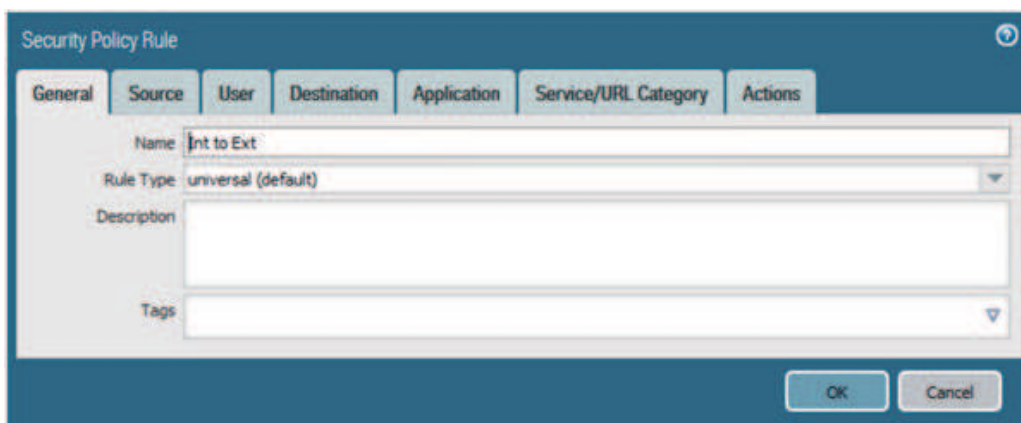 Security Policy Rule
General Source User Destination Application Service/URL Category Actions
Name Int to Ext
Rule Type universal (default)
Description
Tags
OK Cancel